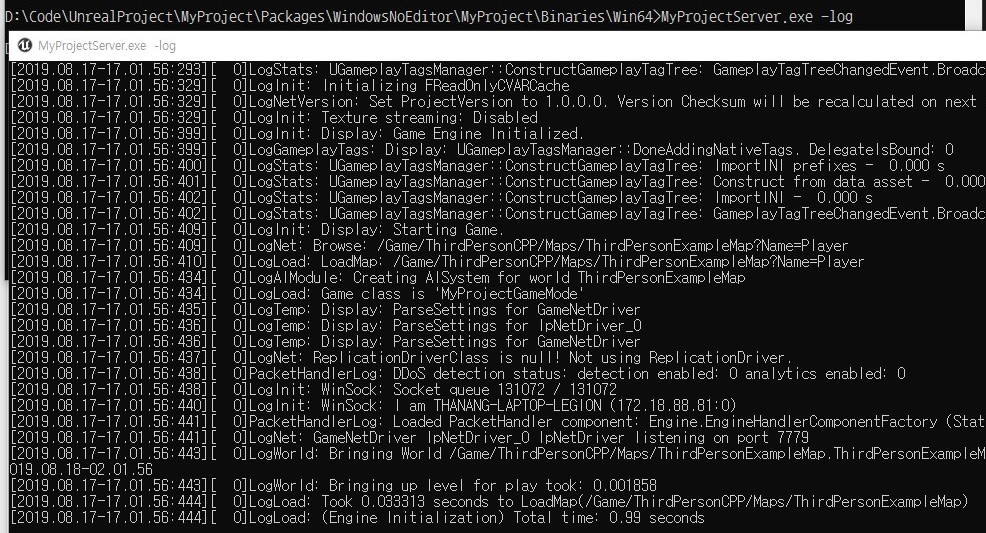 D:\Code\UnrealProject\MyProject\Packages\WindowsNoEditor\MyProject\Binaries\Win64>MyProjectServer.exe -log
MyProjectServer.exe -log
[2019.08.17-17.01.56:293][  0]LogStats: UGameplayTagsManager::ConstructGameplayTagTree: GameplayTagTreeChangedEvent.Broadc
[2019.08.17-17.01.56:329][  0]LogInit: Initializing FReadOnlyCVARCache
[2019.08.17-17.01.56:329][  0]LogNetVersion: Set ProjectVersion to 1.0.0.0. Version Checksum will be recalculated on next
[2019.08.17-17.01.56:329][  0]LogInit: Texture streaming: Disabled
[2019.08.17-17.01.56:399][  0]LogInit: Display: Game Engine Initialized.
[2019.08.17-17.01.56:399][  0]LogGameplayTags: Display: UGameplayTagsManager::DoneAddingNativeTags. DelegateIsBound: 0
[2019.08.17-17.01.56:400][  0]LogStats: UGameplayTagsManager::ConstructGameplayTagTree: ImportINI prefixes -  0.000 s
[2019.08.17-17.01.56:401][  0]LogStats: UGameplayTagsManager::ConstructGameplayTagTree: Construct from data asset -  0.000
[2019.08.17-17.01.56:402][  0]LogStats: UGameplayTagsManager::ConstructGameplayTagTree: ImportINI -  0.000 s
[2019.08.17-17.01.56:402][  0]LogStats: UGameplayTagsManager::ConstructGameplayTagTree: GameplayTagTreeChangedEvent.Broadc
[2019.08.17-17.01.56:409][  0]LogInit: Display: Starting Game.
[2019.08.17-17.01.56:409][  0]LogNet: Browse: /Game/ThirdPersonCPP/Maps/ThirdPersonExampleMap?Name=Player
[2019.08.17-17.01.56:410][  0]LogLoad: LoadMap: /Game/ThirdPersonCPP/Maps/ThirdPersonExampleMap?Name=Player
[2019.08.17-17.01.56:434][  0]LogAIModule: Creating AISystem for world ThirdPersonExampleMap
[2019.08.17-17.01.56:434][  0]LogLoad: Game class is 'MyProjectGameMode'
[2019.08.17-17.01.56:435][  0]LogTemp: Display: ParseSettings for GameNetDriver
[2019.08.17-17.01.56:436][  0]LogTemp: Display: ParseSettings for IpNetDriver_0
[2019.08.17-17.01.56:436][  0]LogTemp: Display: ParseSettings for GameNetDriver
[2019.08.17-17.01.56:437][  0]LogNet: ReplicationDriverClass is null! Not using ReplicationDriver.
[2019.08.17-17.01.56:438][  0]PacketHandlerLog: DDoS detection status: detection enabled: 0 analytics enabled: 0
[2019.08.17-17.01.56:438][  0]LogInit: WinSock: Socket queue 131072 / 131072
[2019.08.17-17.01.56:440][  0]LogInit: WinSock: I am THANANG-LAPTOP-LEGION (172.18.88.81:0)
[2019.08.17-17.01.56:441][  0]PacketHandlerLog: Loaded PacketHandler component: Engine.EngineHandlerComponentFactory (Stat
[2019.08.17-17.01.56:441][  0]LogNet: GameNetDriver IpNetDriver_0 IpNetDriver listening on port 7779
[2019.08.17-17.01.56:443][  0]LogWorld: Bringing World /Game/ThirdPersonCPP/Maps/ThirdPersonExampleMap.ThirdPersonExampleM
019.08.18-02.01.56
[2019.08.17-17.01.56:443][  0]LogWorld: Bringing up level for play took: 0.001858
[2019.08.17-17.01.56:444][  0]LogLoad: Took 0.033313 seconds to LoadMap(/Game/ThirdPersonCPP/Maps/ThirdPersonExampleMap)
[2019.08.17-17.01.56:444][  0]LogLoad: (Engine Initialization) Total time: 0.99 seconds